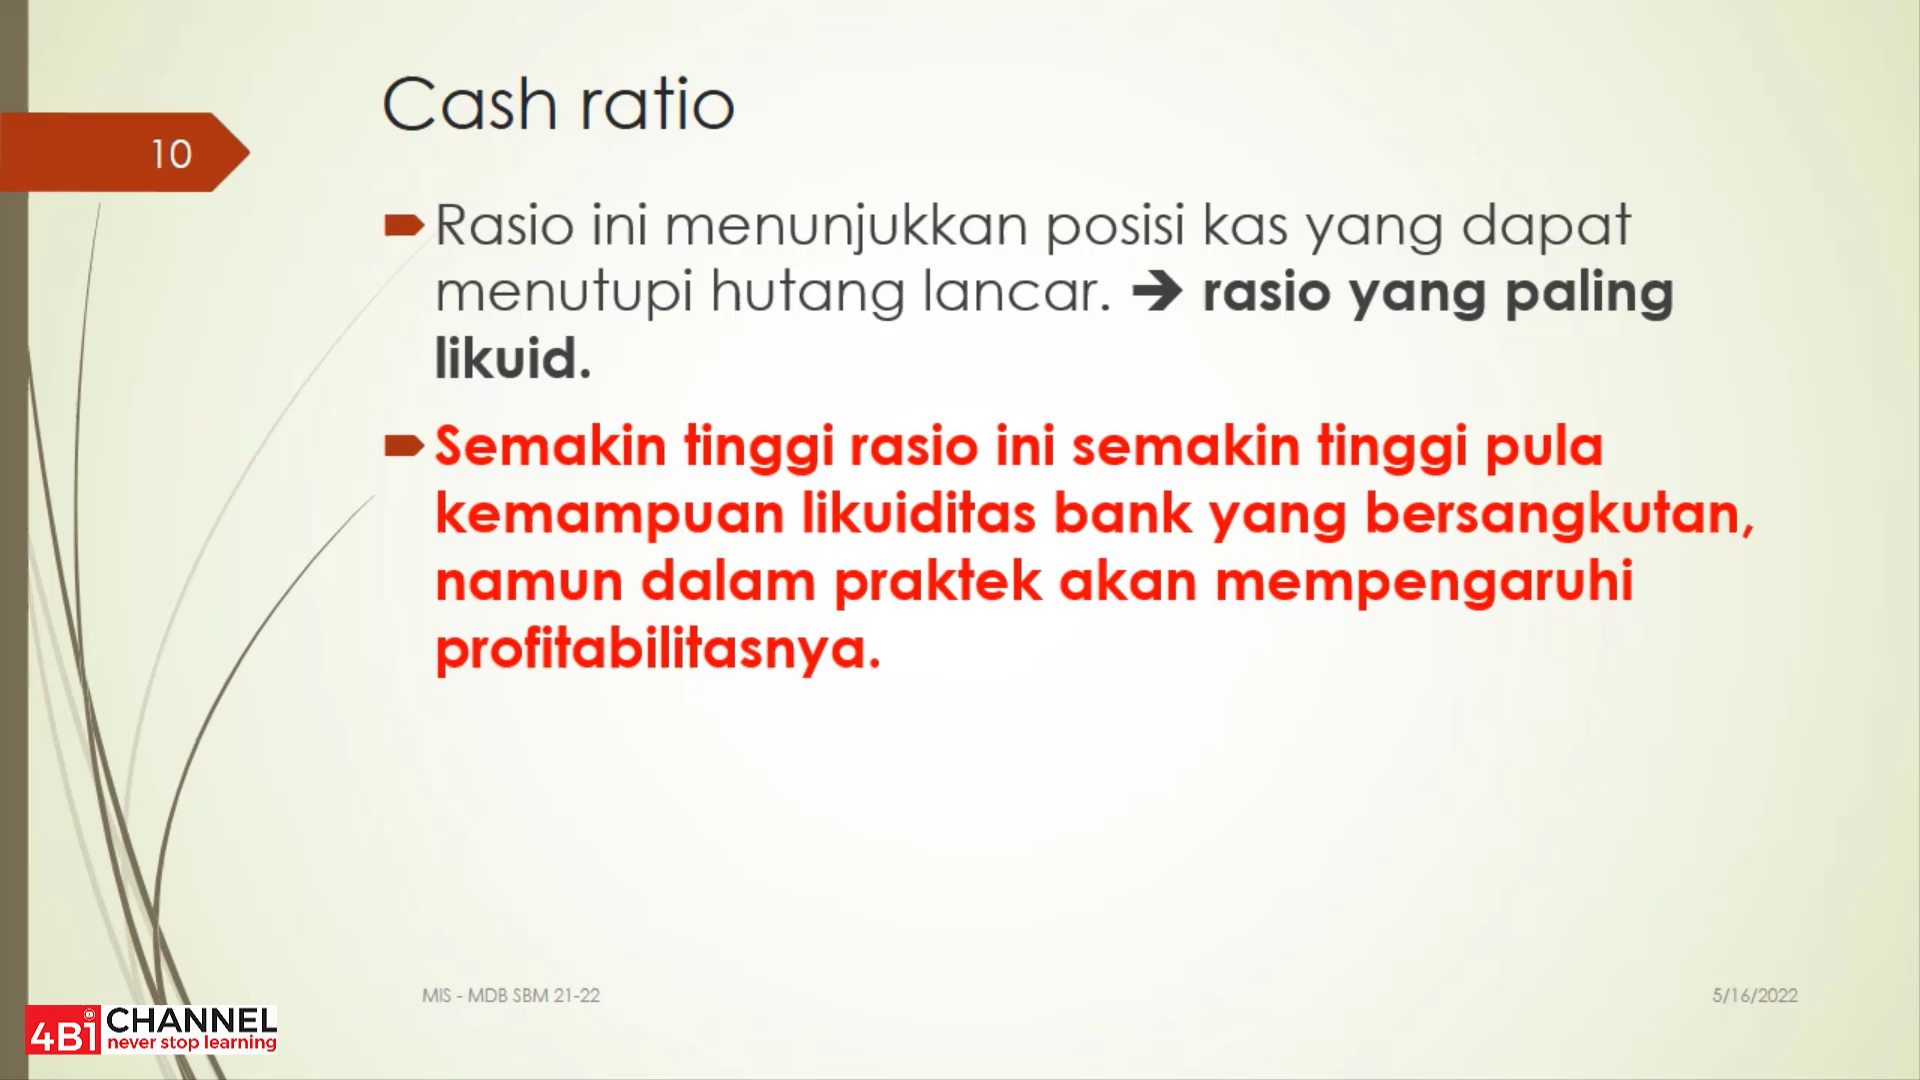 Cash ratio
10
Rasio ini menunjukkan posisi kas yang dapat
menutupi hutang lancar. ➔ rasio yang paling
likuid.
Semakin tinggi rasio ini semakin tinggi pula
kemampuan likuiditas bank yang bersangkutan,
namun dalam praktek akan mempengaruhi
profitabilitasnya.
MIS - MDB SBM 21-22
5/16/2022
4Bi CHANNEL
never stop learning